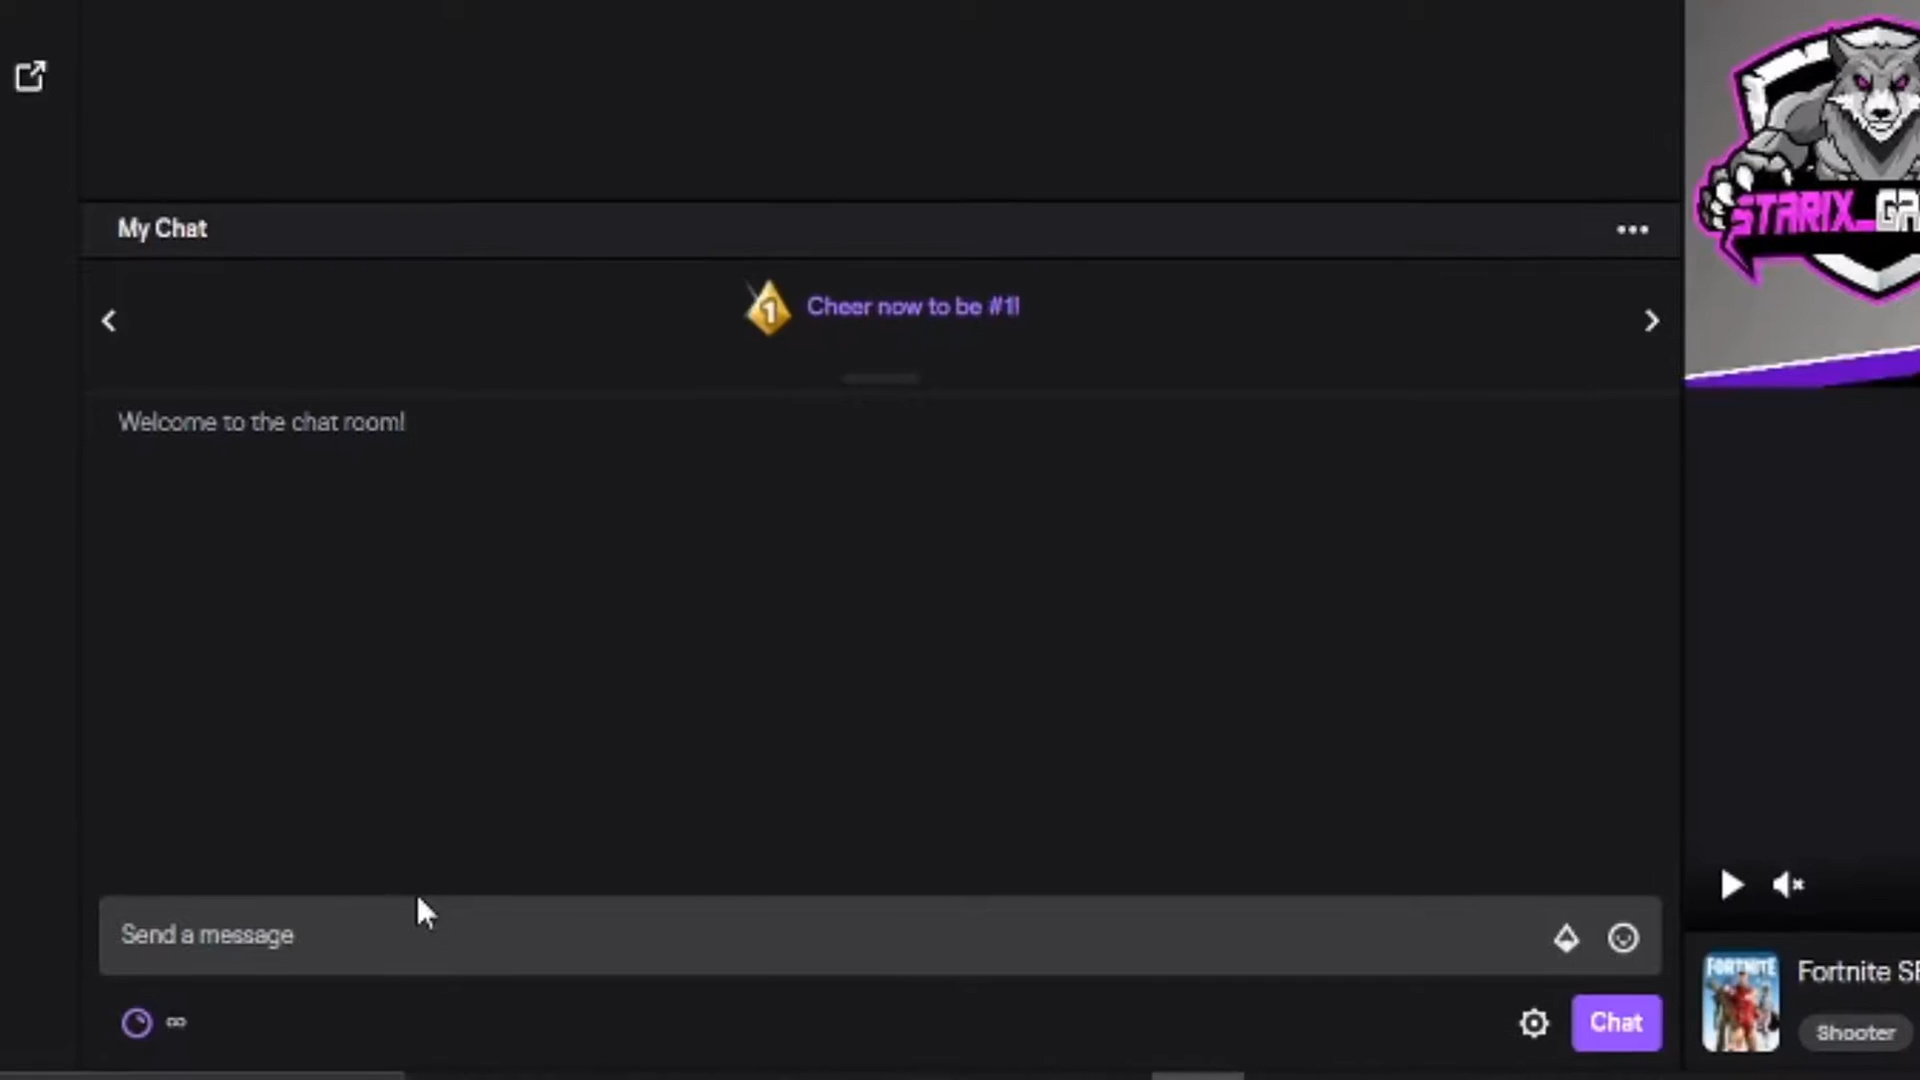 My Chat
1
Cheer now to be #1!
Welcome to the chat room!
Send a message
Chat
STARIX_GA
FORTNITE
Fortnite
Shooter